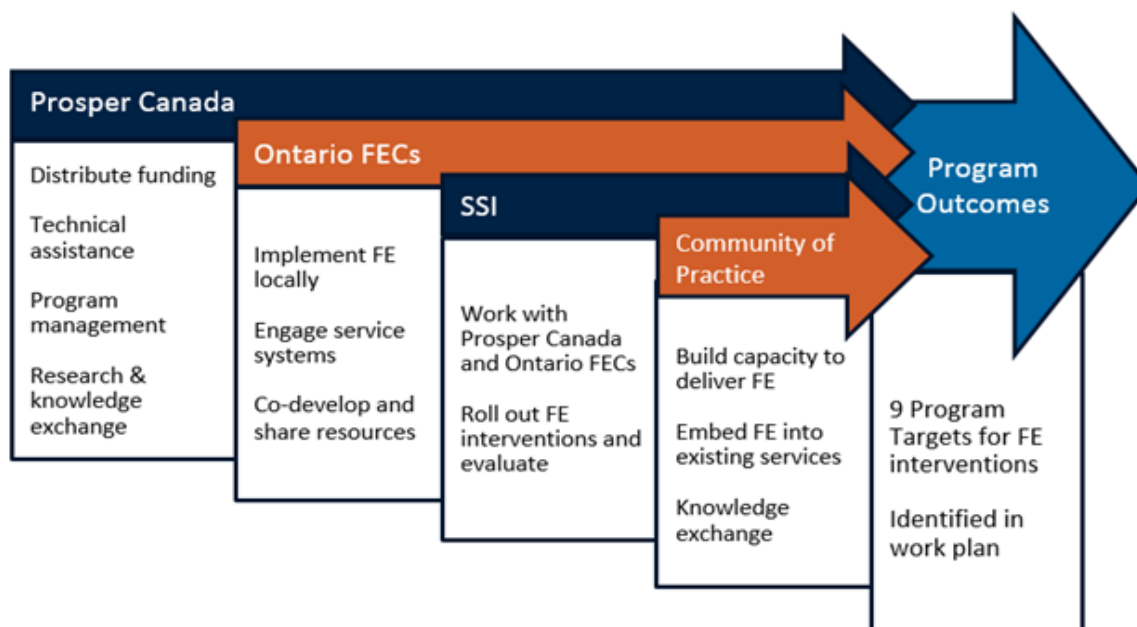 Prosper Canada
Distribute funding
Technical
assistance
Program
management
Research &
knowledge
exchange
Ontario FECs
Implement FE
locally
Engage service
systems
Co-develop and
share resources
SSI
Work with
Prosper Canada
and Ontario FECs
Roll out FE
interventions and
evaluate
Community of
Practice
Build capacity to
deliver FE
Embed FE into
existing services
Knowledge
exchange
Program
Outcomes
9 Program
Targets for FE
interventions
Identified in
work plan